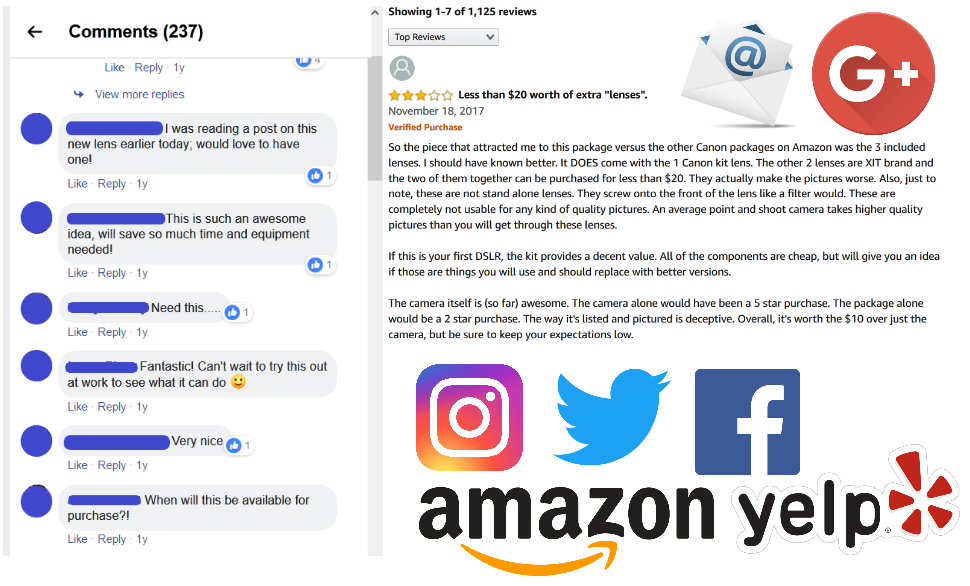 Comments (237)
Like · Reply · 1y
4
View more replies
I was reading a post on this
new lens earlier today; would love to have
one!
1
Like · Reply · 1y
This is such an awesome
idea, will save so much time and equipment
needed!
1
Like · Reply · 1y
Need this.....
1
Like · Reply · 1y
Fantastic! Can't wait to try this out
at work to see what it can do
Like · Reply · 1y
Very nice
1
Like · Reply · 1y
When will this be available for
purchase?!
Like · Reply · 1y
Showing 1-7 of 1,125 reviews
Top Reviews
Less than $20 worth of extra "lenses".
November 18, 2017
Verified Purchase
So the piece that attracted me to this package versus the other Canon packages on Amazon was the 3 included
lenses. I should have known better. It DOES come with the 1 Canon kit lens. The other 2 lenses are XIT brand and
the two of them together can be purchased for less than $20. They actually make the pictures worse. Also, just to
note, these are not stand alone lenses. They screw onto the front of the lens like a filter would. These are
completely not usable for any kind of quality pictures. An average point and shoot camera takes higher quality
pictures than you will get through these lenses.
If this is your first DSLR, the kit provides a decent value. All of the components are cheap, but will give you an idea
if those are things you will use and should replace with better versions.
The camera itself is (so far) awesome. The camera alone would have been a 5 star purchase. The package alone
would be a 2 star purchase. The way it's listed and pictured is deceptive. Overall, it's worth the $10 over just the
camera, but be sure to keep your expectations low.
@
G+
f
amazon
yelp